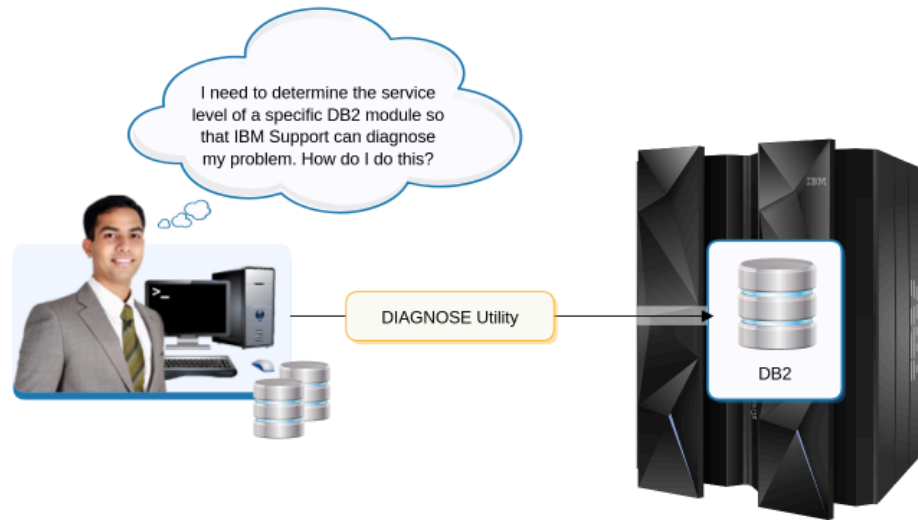 I need to determine the service
level of a specific DB2 module so
that IBM Support can diagnose
my problem. How do I do this?
IBM
>_
DIAGNOSE Utility
DB2